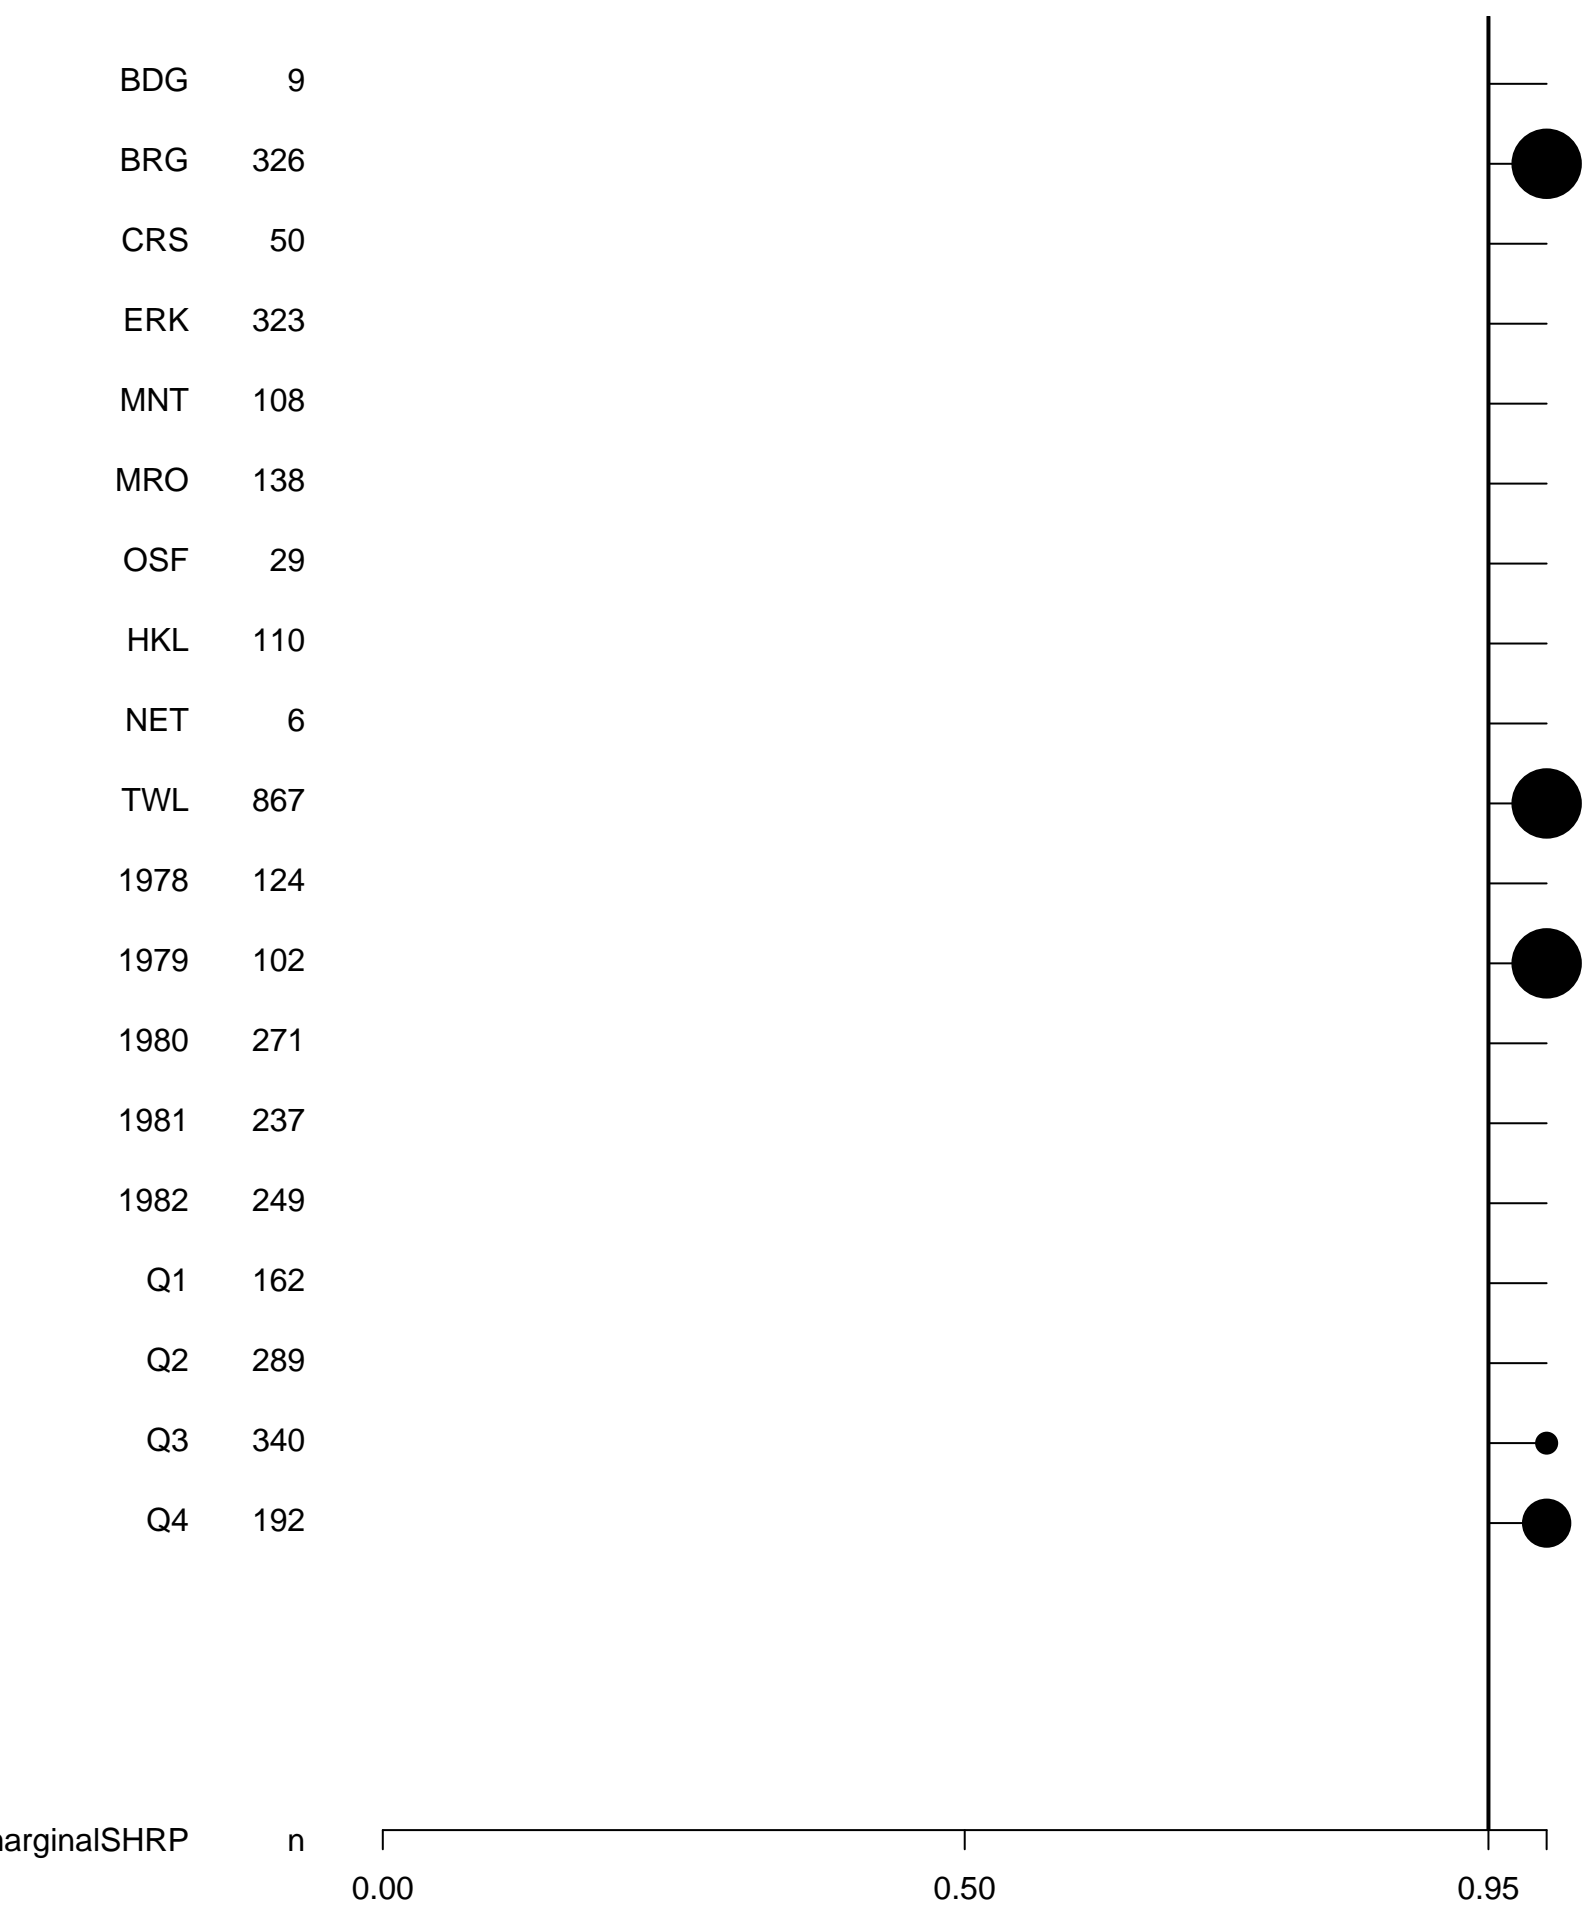 BDG 9
BRG 326
CRS 50
ERK 323
MNT 108
MRO 138
OSF 29
HKL 110
NET 6
TWL 867
1978 124
1979 102
1980 271
1981 237
1982 249
Q1 162
Q2 289
Q3 340
Q4 192
arginalSHRP n
0.00 0.50 0.95